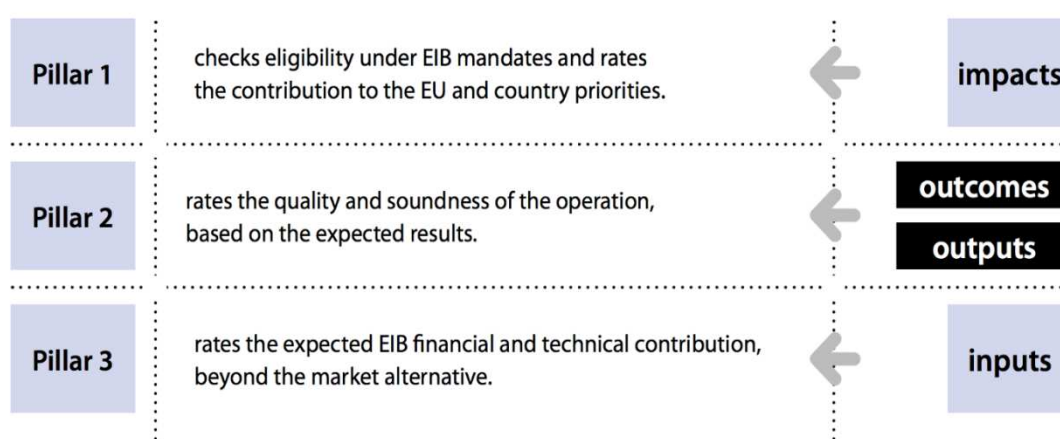 Pillar 1
checks eligibility under EIB mandates and rates
the contribution to the EU and country priorities.
impacts
Pillar 2
rates the quality and soundness of the operation,
based on the expected results.
outcomes
outputs
Pillar 3
rates the expected EIB financial and technical contribution,
beyond the market alternative.
inputs